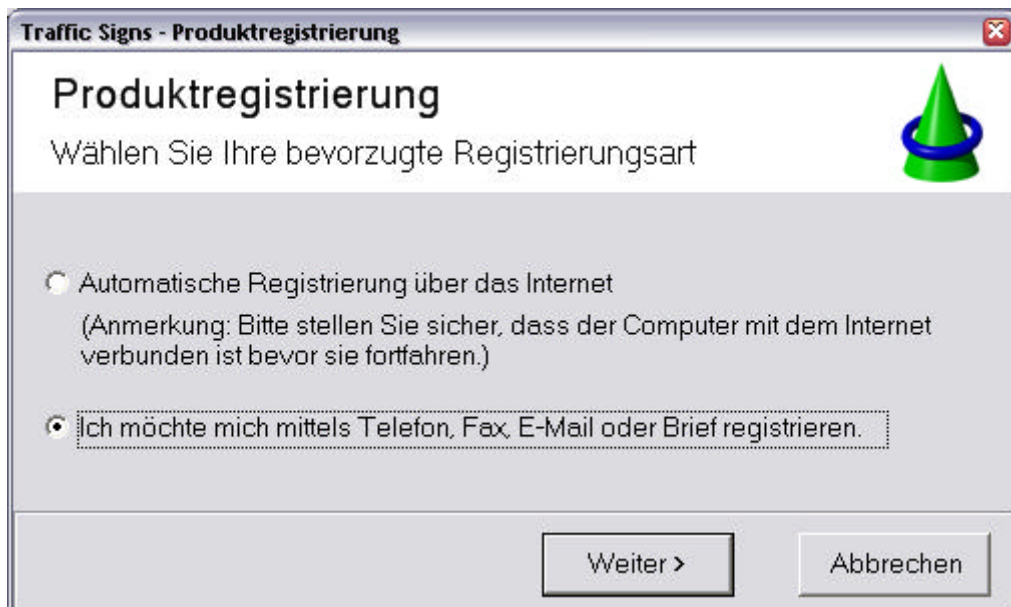 Traffic Signs - Produktregistrierung
Produktregistrierung
Wählen Sie Ihre bevorzugte Registrierungsart
Automatische Registrierung über das Internet
(Anmerkung: Bitte stellen Sie sicher, dass der Computer mit dem Internet
verbunden ist bevor sie fortfahren.)
Ich möchte mich mittels Telefon, Fax, E-Mail oder Brief registrieren.
Weiter >
Abbrechen